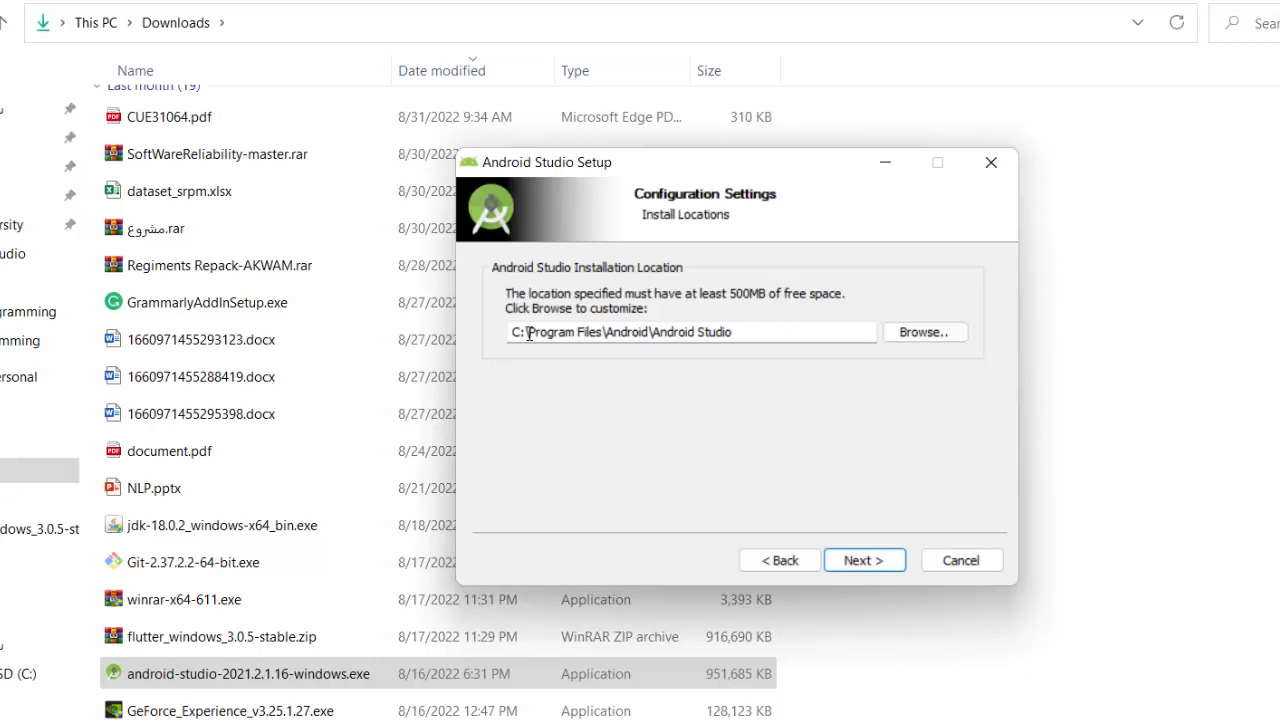 This PC > Downloads >
Sear
Name Date modified Type Size
Last month (19)
CUE31064.pdf 8/31/2022 9:34 AM Microsoft Edge PD... 310 KB
SoftWareReliability-master.rar 8/30/2022
dataset_srpm.xlsx 8/30/2022
مشروع.rar 8/30/2022
Regiments Repack-AKWAM.rar 8/28/2022
GrammarlyAddInSetup.exe 8/27/2022
1660971455293123.docx 8/27/2022
1660971455288419.docx 8/27/2022
1660971455295398.docx 8/27/2022
document.pdf 8/24/2022
NLP.pptx 8/21/2022
jdk-18.0.2_windows-x64_bin.exe 8/18/2022
Git-2.37.2.2-64-bit.exe 8/17/2022
winrar-x64-611.exe 8/17/2022 11:31 PM Application 3,393 KB
flutter_windows_3.0.5-stable.zip 8/17/2022 11:29 PM WinRAR ZIP archive 916,690 KB
android-studio-2021.2.1.16-windows.exe 8/16/2022 6:31 PM Application 951,685 KB
GeForce_Experience_v3.25.1.27.exe 8/16/2022 12:47 PM Application 128,123 KB
rsity
udio
gramming
mming
ersonal
dows_3.0.5-st
SD (C:)
Android Studio Setup
Configuration Settings
Install Locations
Android Studio Installation Location
The location specified must have at least 500MB of free space.
Click Browse to customize:
C:\Program Files\Android\Android Studio
Browse..
< Back Next > Cancel